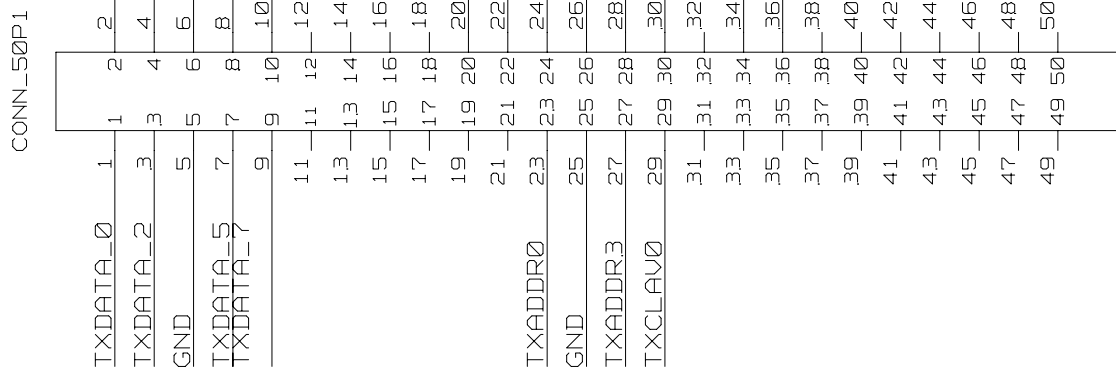 CONN_50P1
2 4 6 8 10 12 14 16 18 20 22 24 26 28 30 32 34 36 38 40 42 44 46 48 50
2 4 6 8 10 12 14 16 18 20 22 24 26 28 30 32 34 36 38 40 42 44 46 48 50
1 3 5 7 9 11 13 15 17 19 21 23 25 27 29 31 33 35 37 39 41 43 45 47 49
1 3 5 7 9 11 13 15 17 19 21 23 25 27 29 31 33 35 37 39 41 43 45 47 49
TXDATA_0
TXDATA_2
GND
TXDATA_5
TXDATA_7
TXADDR0
GND
TXADDR3
TXCLAV0